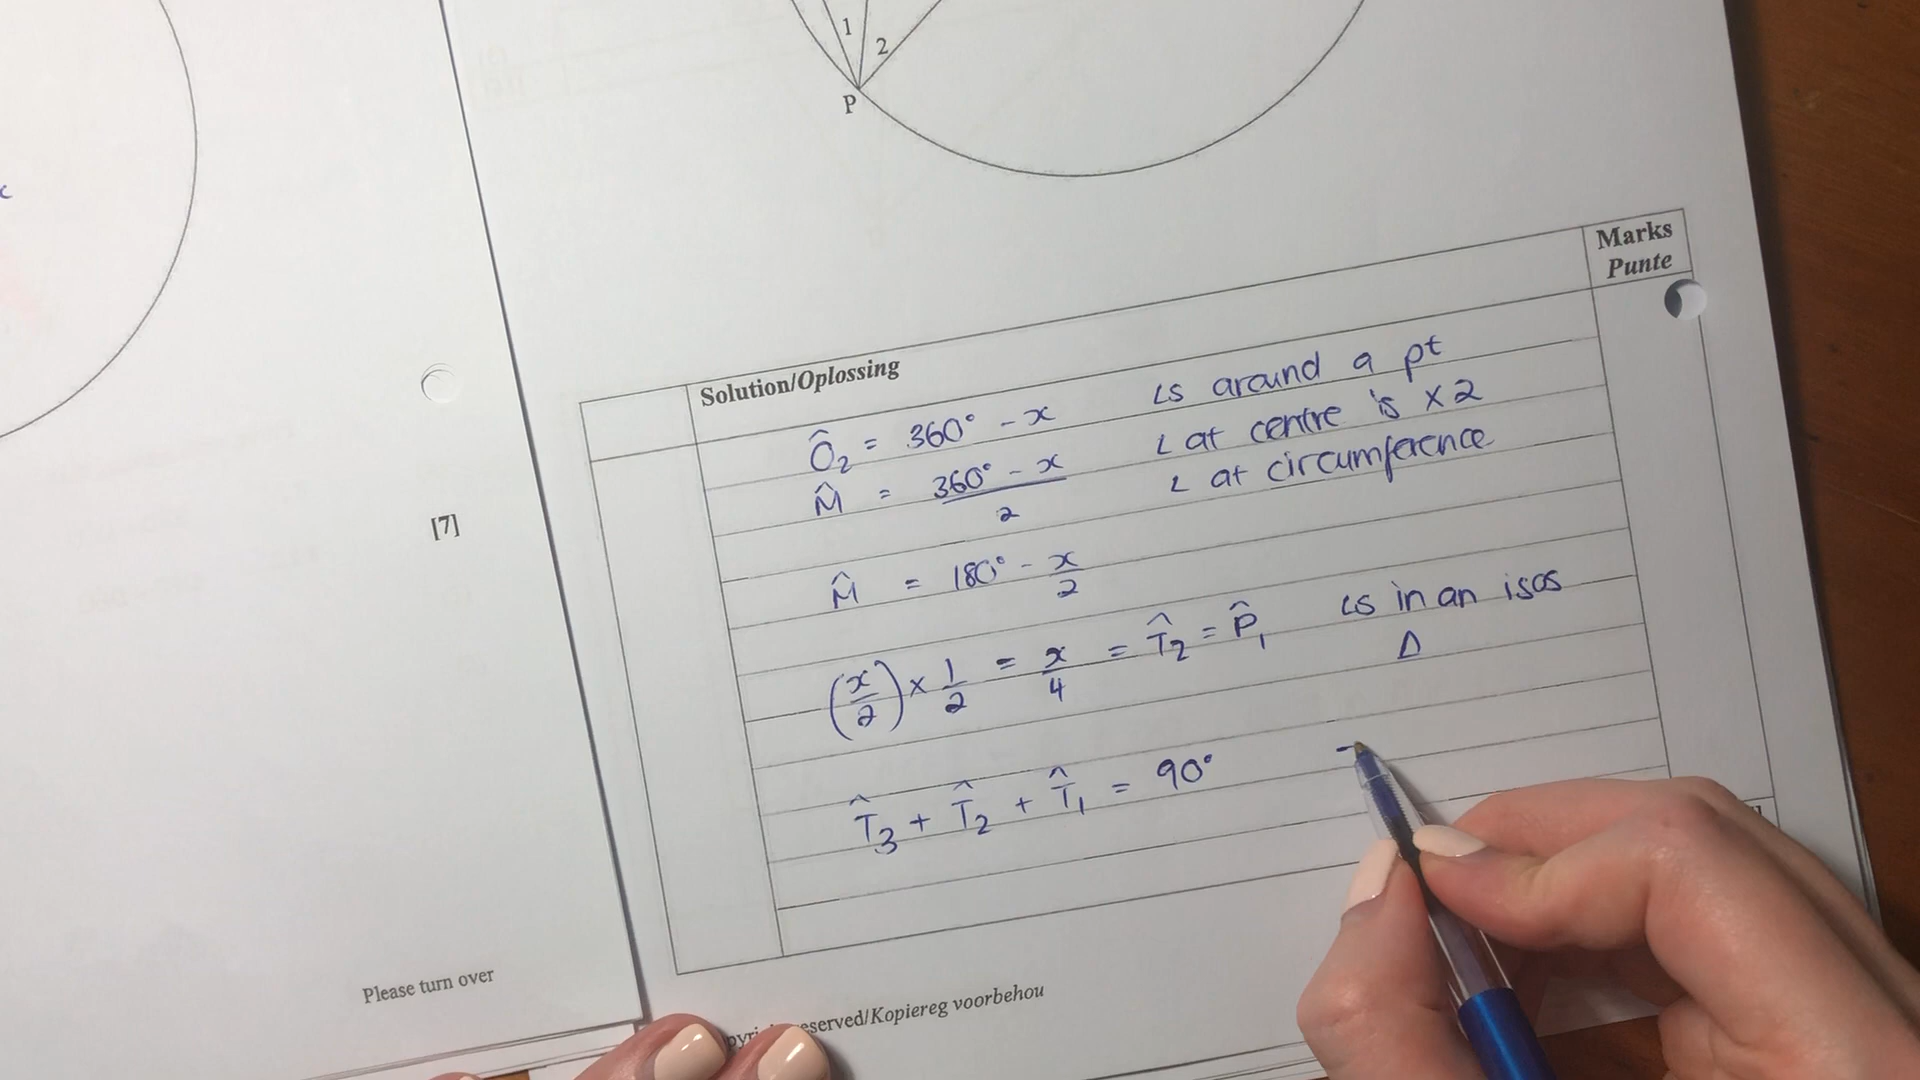 1 2
P
Marks
Punte
Solution/Oplossing
Ô₂ = 360° - x ∠s around a pt
M̂ = 360° - x / 2 ∠ at centre is × 2
∠ at circumference
M̂ = 180° - x/2
(x/2) × 1/2 = x/4 = T̂₂ = P̂₁ ∠s in an isos
Δ
T̂₃ + T̂₂ + T̂₁ = 90°
[7]
Please turn over
reserved/Kopiereg voorbehou